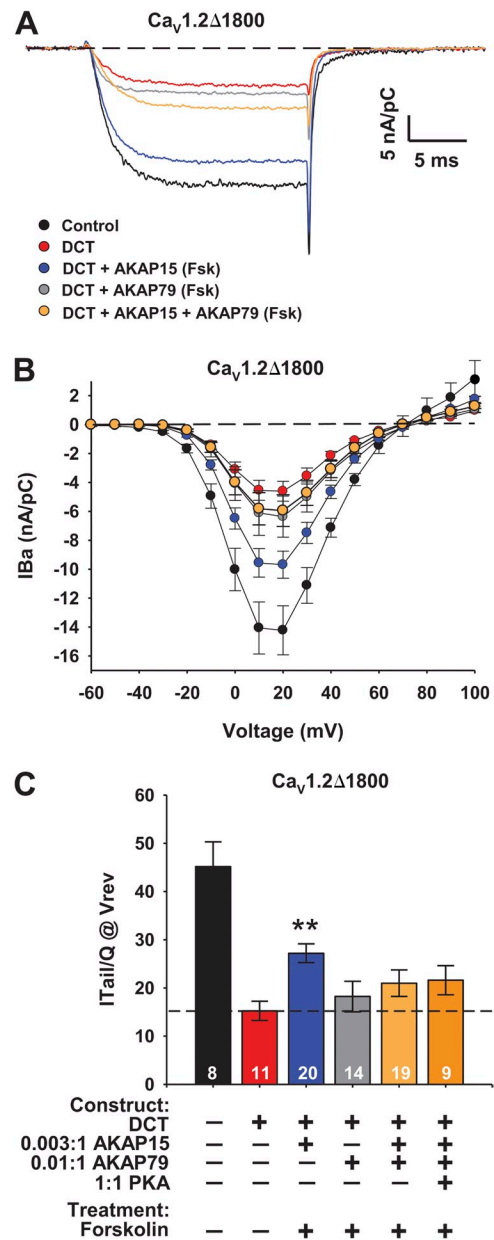 A
CaV1.2Δ1800
5 nA/pC
5 ms
Control
DCT
DCT + AKAP15 (Fsk)
DCT + AKAP79 (Fsk)
DCT + AKAP15 + AKAP79 (Fsk)
B
CaV1.2Δ1800
IBa (nA/pC)
2
0
-2
-4
-6
-8
-10
-12
-14
-16
-60 -40 -20 0 20 40 60 80 100
Voltage (mV)
C
CaV1.2Δ1800
ITail/Q @ Vrev
60
50
40
30
20
10
0
**
8 11 20 14 19 9
Construct:
DCT – + + + + +
0.003:1 AKAP15 – – + – + +
0.01:1 AKAP79 – – – + + +
1:1 PKA – – – – – +
Treatment:
Forskolin – – + + + +